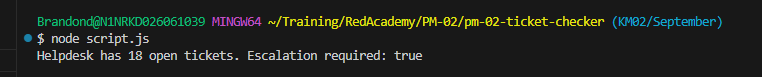 Brandond@N1NRKD026061039 MINGW64 ~/Training/RedAcademy/PM-02/pm-02-ticket-checker (KM02/September)
$ node script.js
Helpdesk has 18 open tickets. Escalation required: true